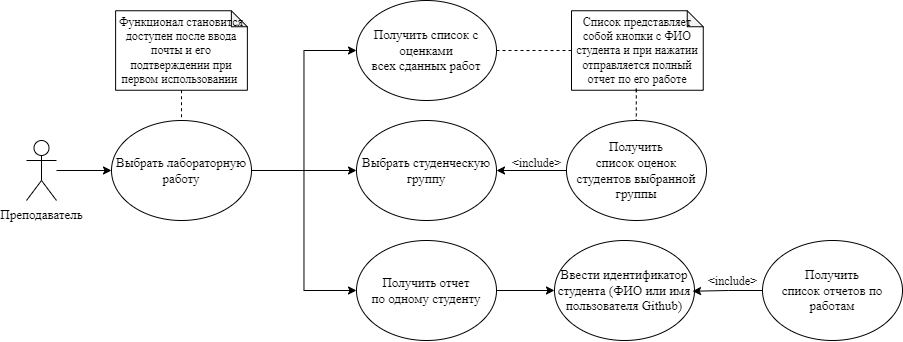 Функционал становится
доступен после ввода
почты и его
подтверждении при
первом использовании
Получить список с
оценками
всех сданных работ
Список представляет
собой кнопки с ФИО
студента и при нажатии
отправляется полный
отчет по его работе
Преподаватель
Выбрать лабораторную
работу
Выбрать студенческую
группу
<include>
Получить
список оценок
студентов выбранной
группы
Получить отчет
по одному студенту
Ввести идентификатор
студента (ФИО или имя
пользователя Github)
<include>
Получить
список отчетов по
работам